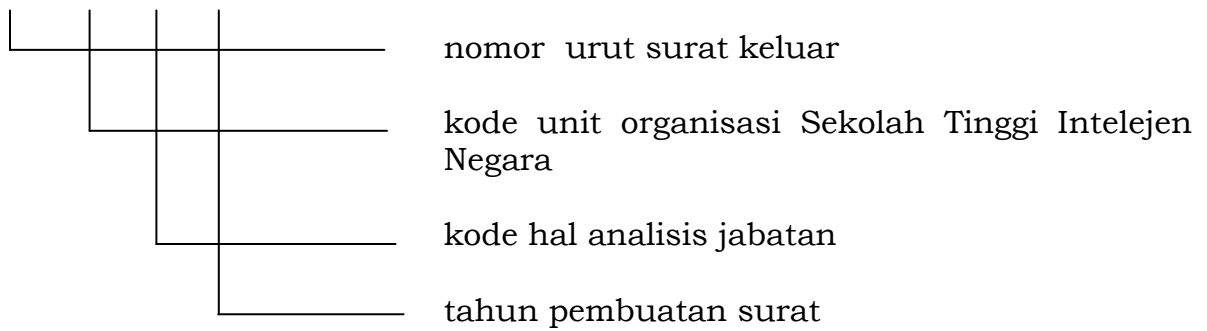 nomor urut surat keluar
kode unit organisasi Sekolah Tinggi Intelejen
Negara
kode hal analisis jabatan
tahun pembuatan surat